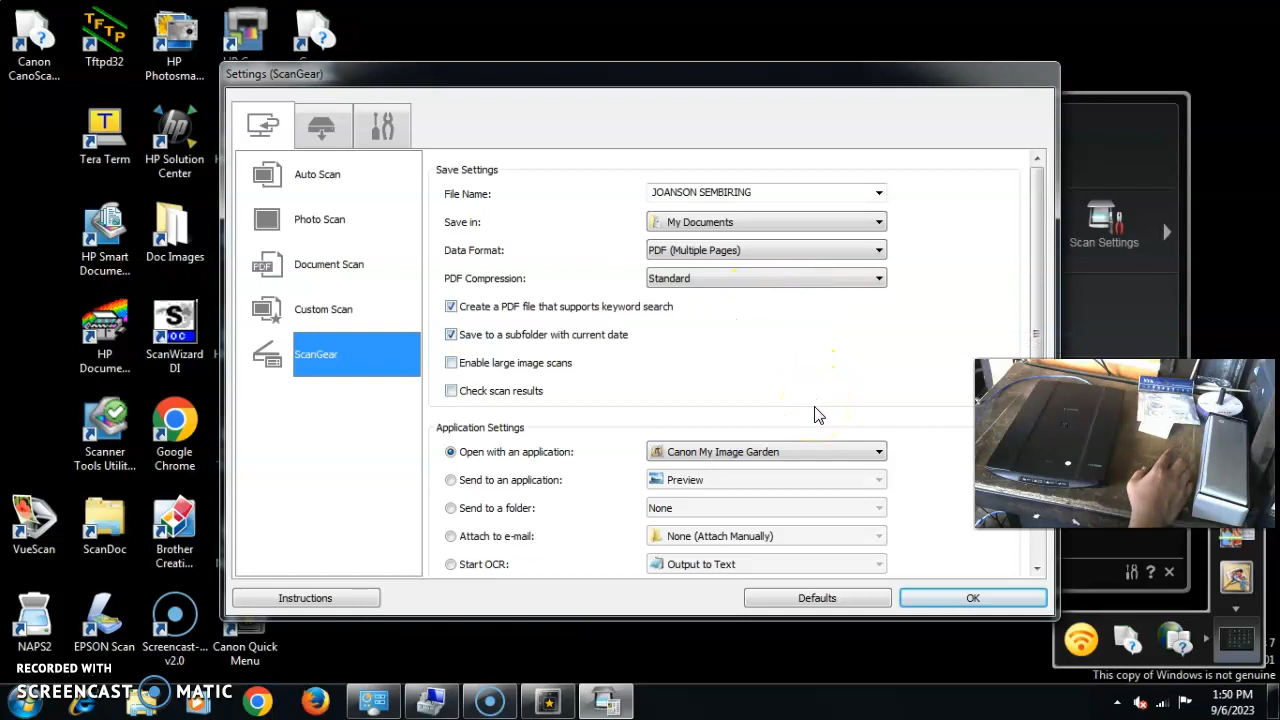 Canon
CanoSca...
Tftpd32
HP
Photosma...
Tera Term
HP Solution
Center
HP Smart
Docume...
Doc Images
HP
Docume...
ScanWizard
DI
Scanner
Tools Utilit...
Google
Chrome
VueScan
ScanDoc
Brother
Creati...
NAPS2
EPSON Scan
Screencast-...
v2.0
Canon Quick
Menu
Settings (ScanGear)
Auto Scan
Photo Scan
PDF
Document Scan
Custom Scan
ScanGear
Save Settings
File Name:
JOANSON SEMBIRING
Save in:
My Documents
Data Format:
PDF (Multiple Pages)
PDF Compression:
Standard
Create a PDF file that supports keyword search
Save to a subfolder with current date
Enable large image scans
Check scan results
Application Settings
Open with an application:
Canon My Image Garden
Send to an application:
Preview
Send to a folder:
None
Attach to e-mail:
None (Attach Manually)
Start OCR:
Output to Text
Instructions
Defaults
OK
Scan Settings
This copy of Windows is not genuine
RECORDED WITH
SCREENCAST MATIC
1:50 PM
9/6/2023